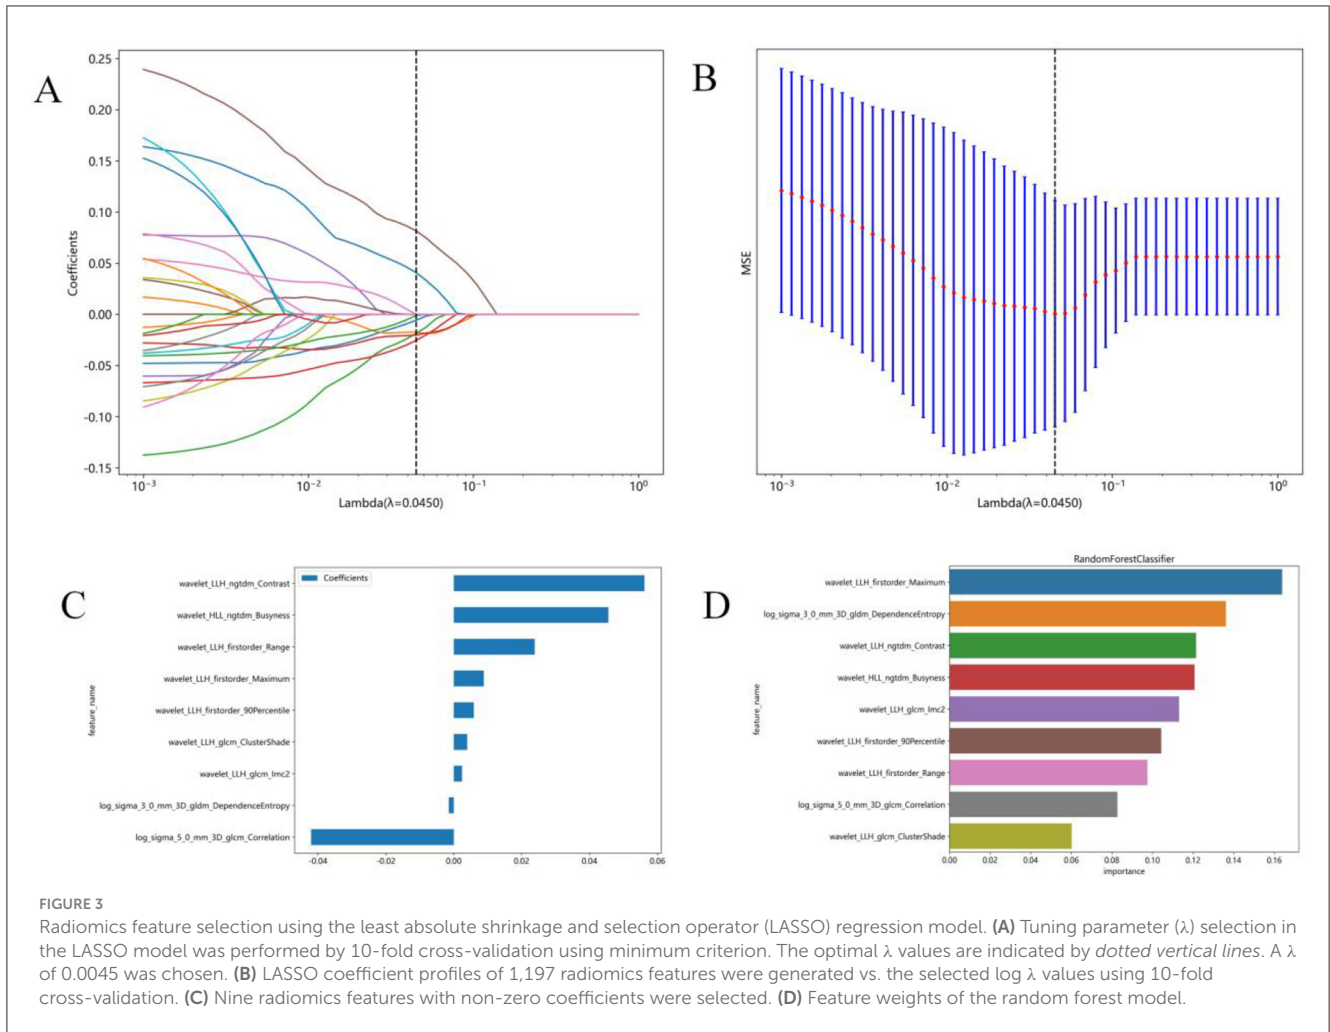 A
0.25
0.20
0.15
0.10
0.05
0.00
-0.05
-0.10
-0.15
Coefficients
10⁻³
10⁻²
10⁻¹
10⁰
Lambda(λ=0.0450)
B
MSE
10⁻³
10⁻²
10⁻¹
10⁰
Lambda(λ=0.0450)
C
Coefficients
feature_name
wavelet_LLH_ngtdm_Contrast
wavelet_HLL_ngtdm_Busyness
wavelet_LLH_firstorder_Range
wavelet_LLH_firstorder_Maximum
wavelet_LLH_firstorder_90Percentile
wavelet_LLH_glcm_ClusterShade
wavelet_LLH_glcm_Imc2
log_sigma_3_0_mm_3D_gldm_DependenceEntropy
log_sigma_5_0_mm_3D_glcm_Correlation
-0.04
-0.02
0.00
0.02
0.04
0.06
D
RandomForestClassifier
feature_name
wavelet_LLH_firstorder_Maximum
log_sigma_3_0_mm_3D_gldm_DependenceEntropy
wavelet_LLH_ngtdm_Contrast
wavelet_HLL_ngtdm_Busyness
wavelet_LLH_glcm_Imc2
wavelet_LLH_firstorder_90Percentile
wavelet_LLH_firstorder_Range
log_sigma_5_0_mm_3D_glcm_Correlation
wavelet_LLH_glcm_ClusterShade
0.00
0.02
0.04
0.06
0.08
0.10
0.12
0.14
0.16
importance
FIGURE 3
Radiomics feature selection using the least absolute shrinkage and selection operator (LASSO) regression model. (A) Tuning parameter (λ) selection in
the LASSO model was performed by 10-fold cross-validation using minimum criterion. The optimal λ values are indicated by dotted vertical lines. A λ
of 0.0045 was chosen. (B) LASSO coefficient profiles of 1,197 radiomics features were generated vs. the selected log λ values using 10-fold
cross-validation. (C) Nine radiomics features with non-zero coefficients were selected. (D) Feature weights of the random forest model.